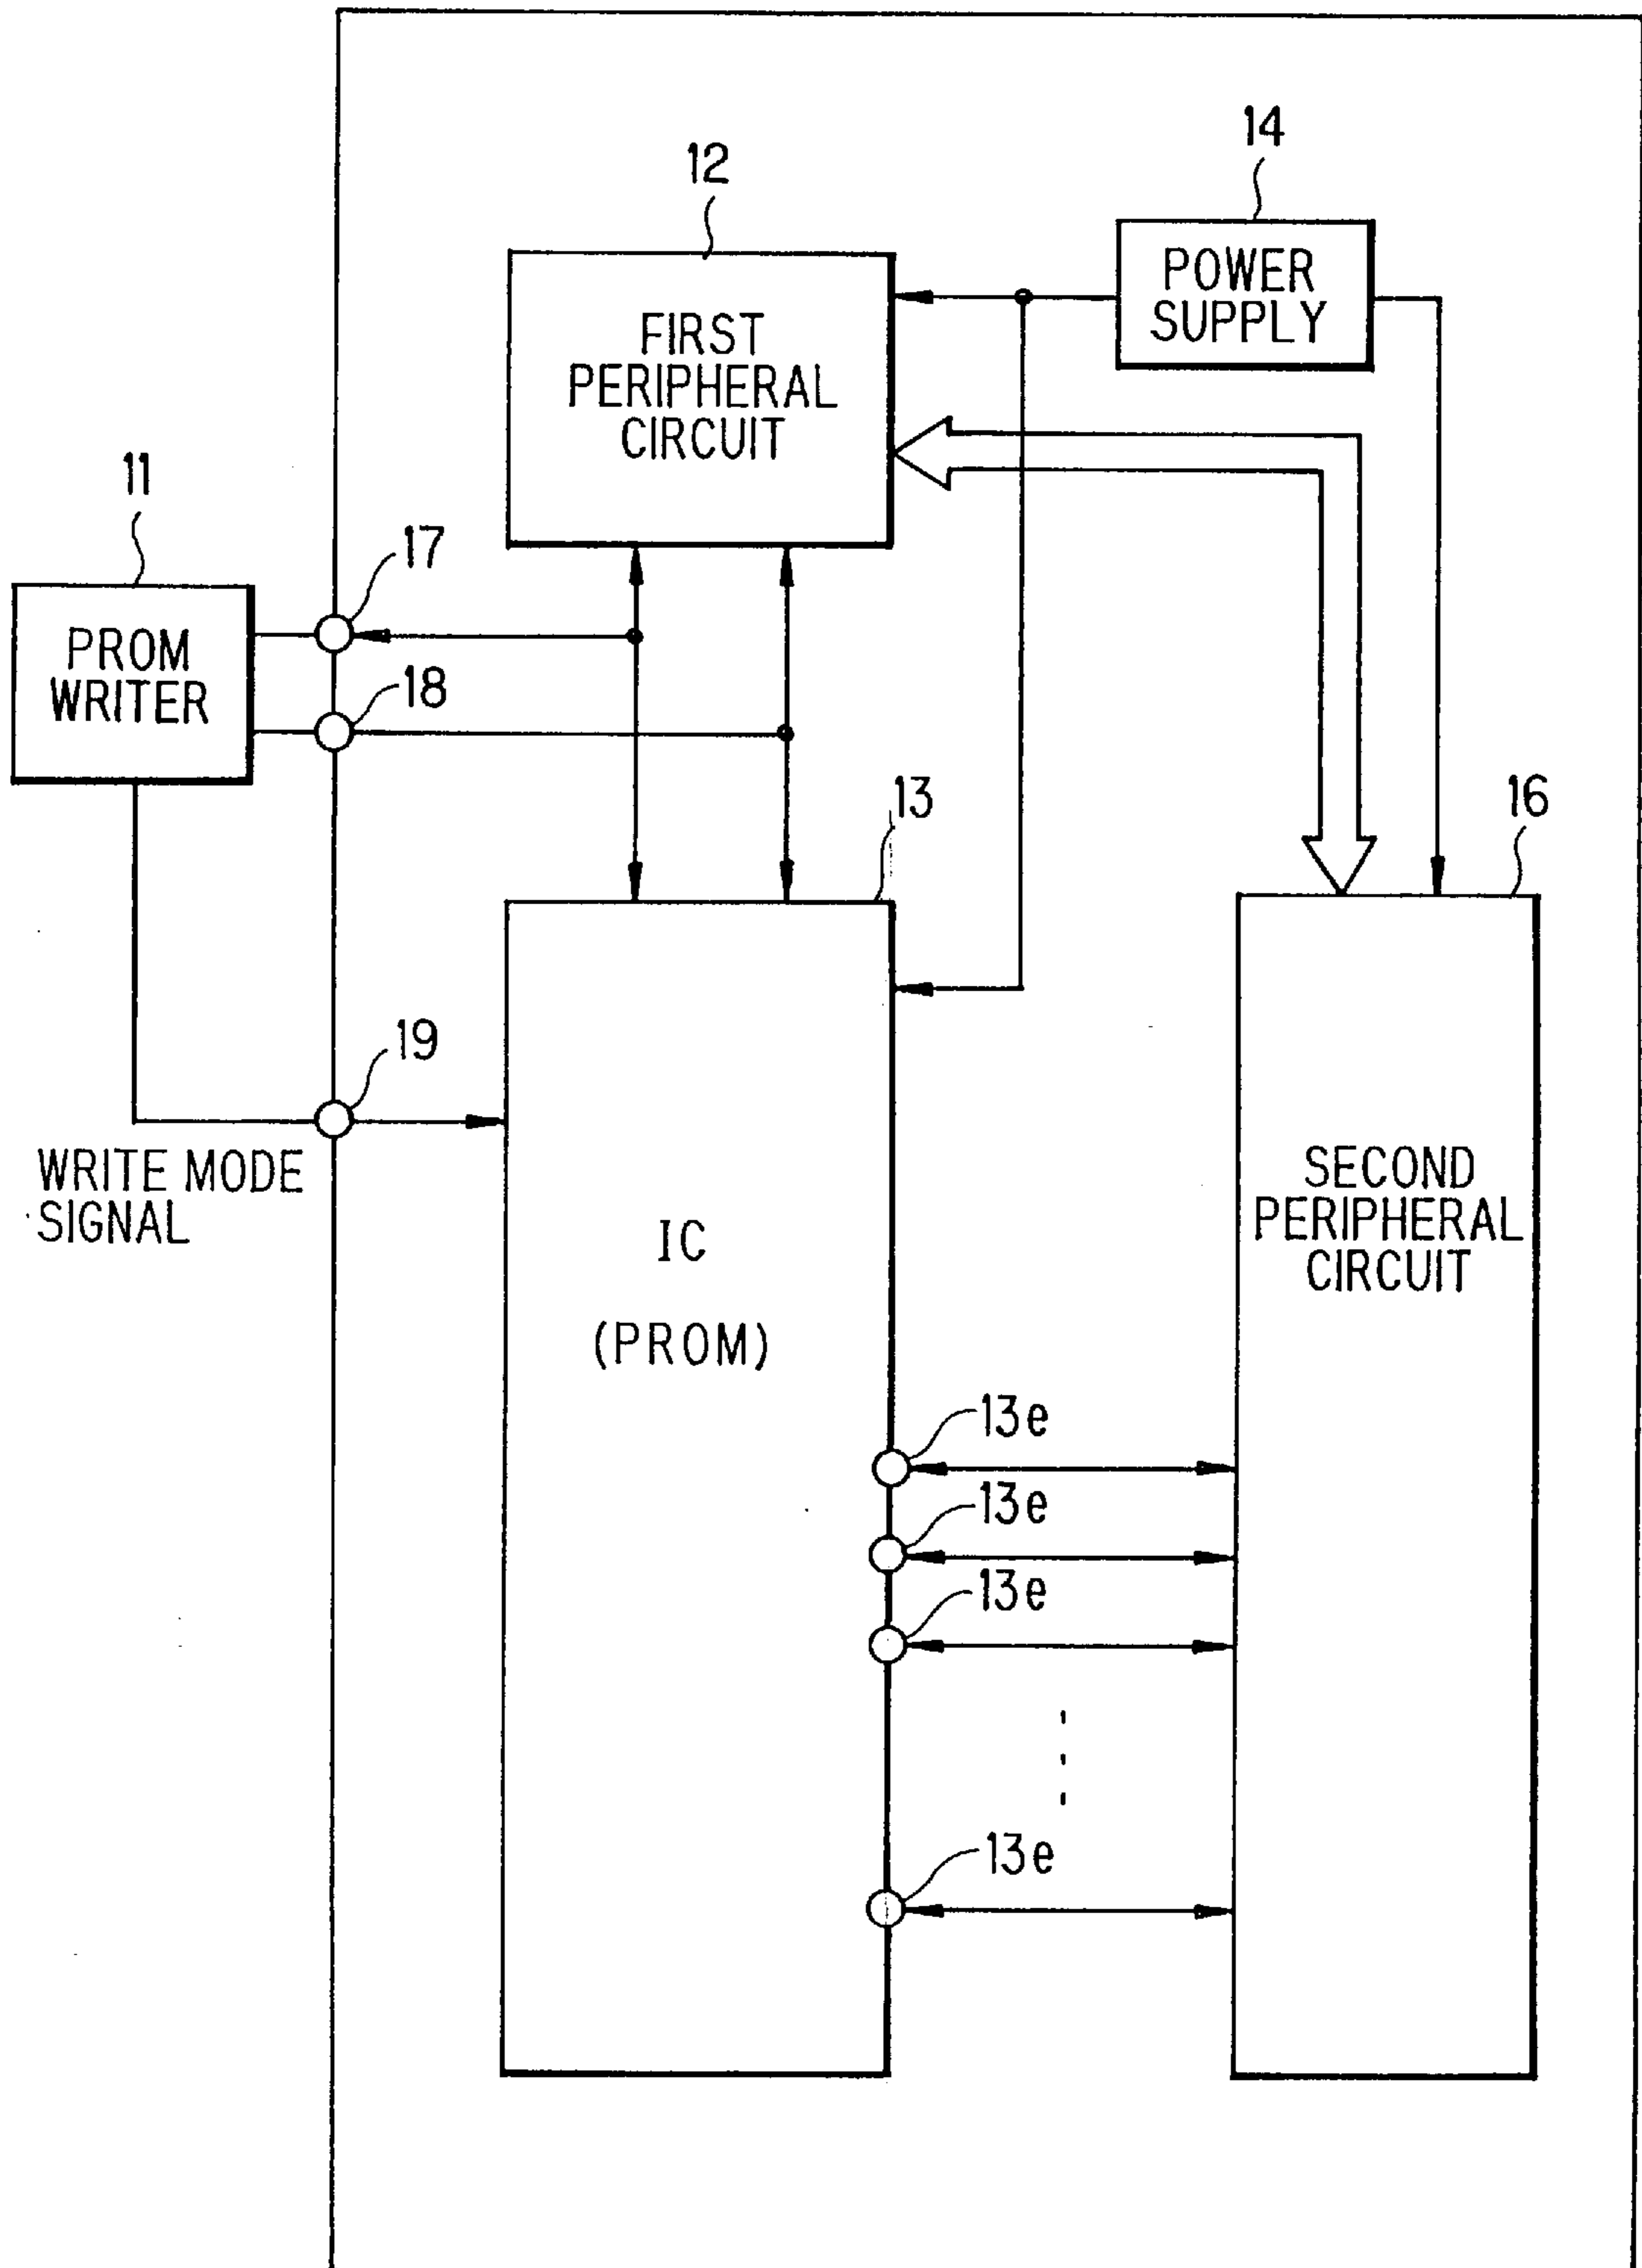 14
12
POWER
SUPPLY
FIRST
PERIPHERAL
CIRCUIT
11
17
PROM
WRITER
18
13
16
19
WRITE MODE
SIGNAL
SECOND
PERIPHERAL
CIRCUIT
IC
(PROM)
13e
13e
13e
13e